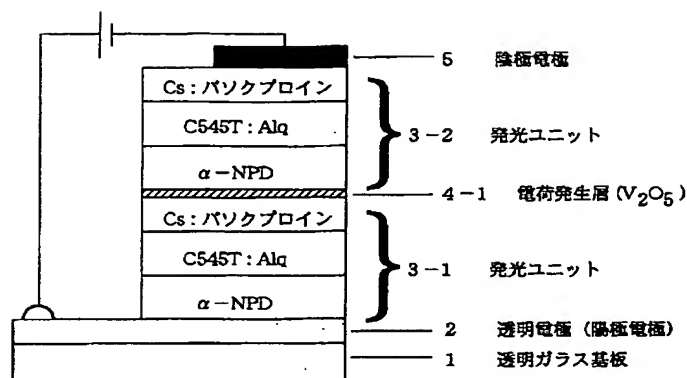 5 陰極電極
Cs:バソクプロイン
C545T:Alq
3-2 発光ユニット
α-NPD
4-1 電荷発生層(V₂O₅)
Cs:バソクプロイン
C545T:Alq
3-1 発光ユニット
α-NPD
2 透明電極(陽極電極)
1 透明ガラス基板